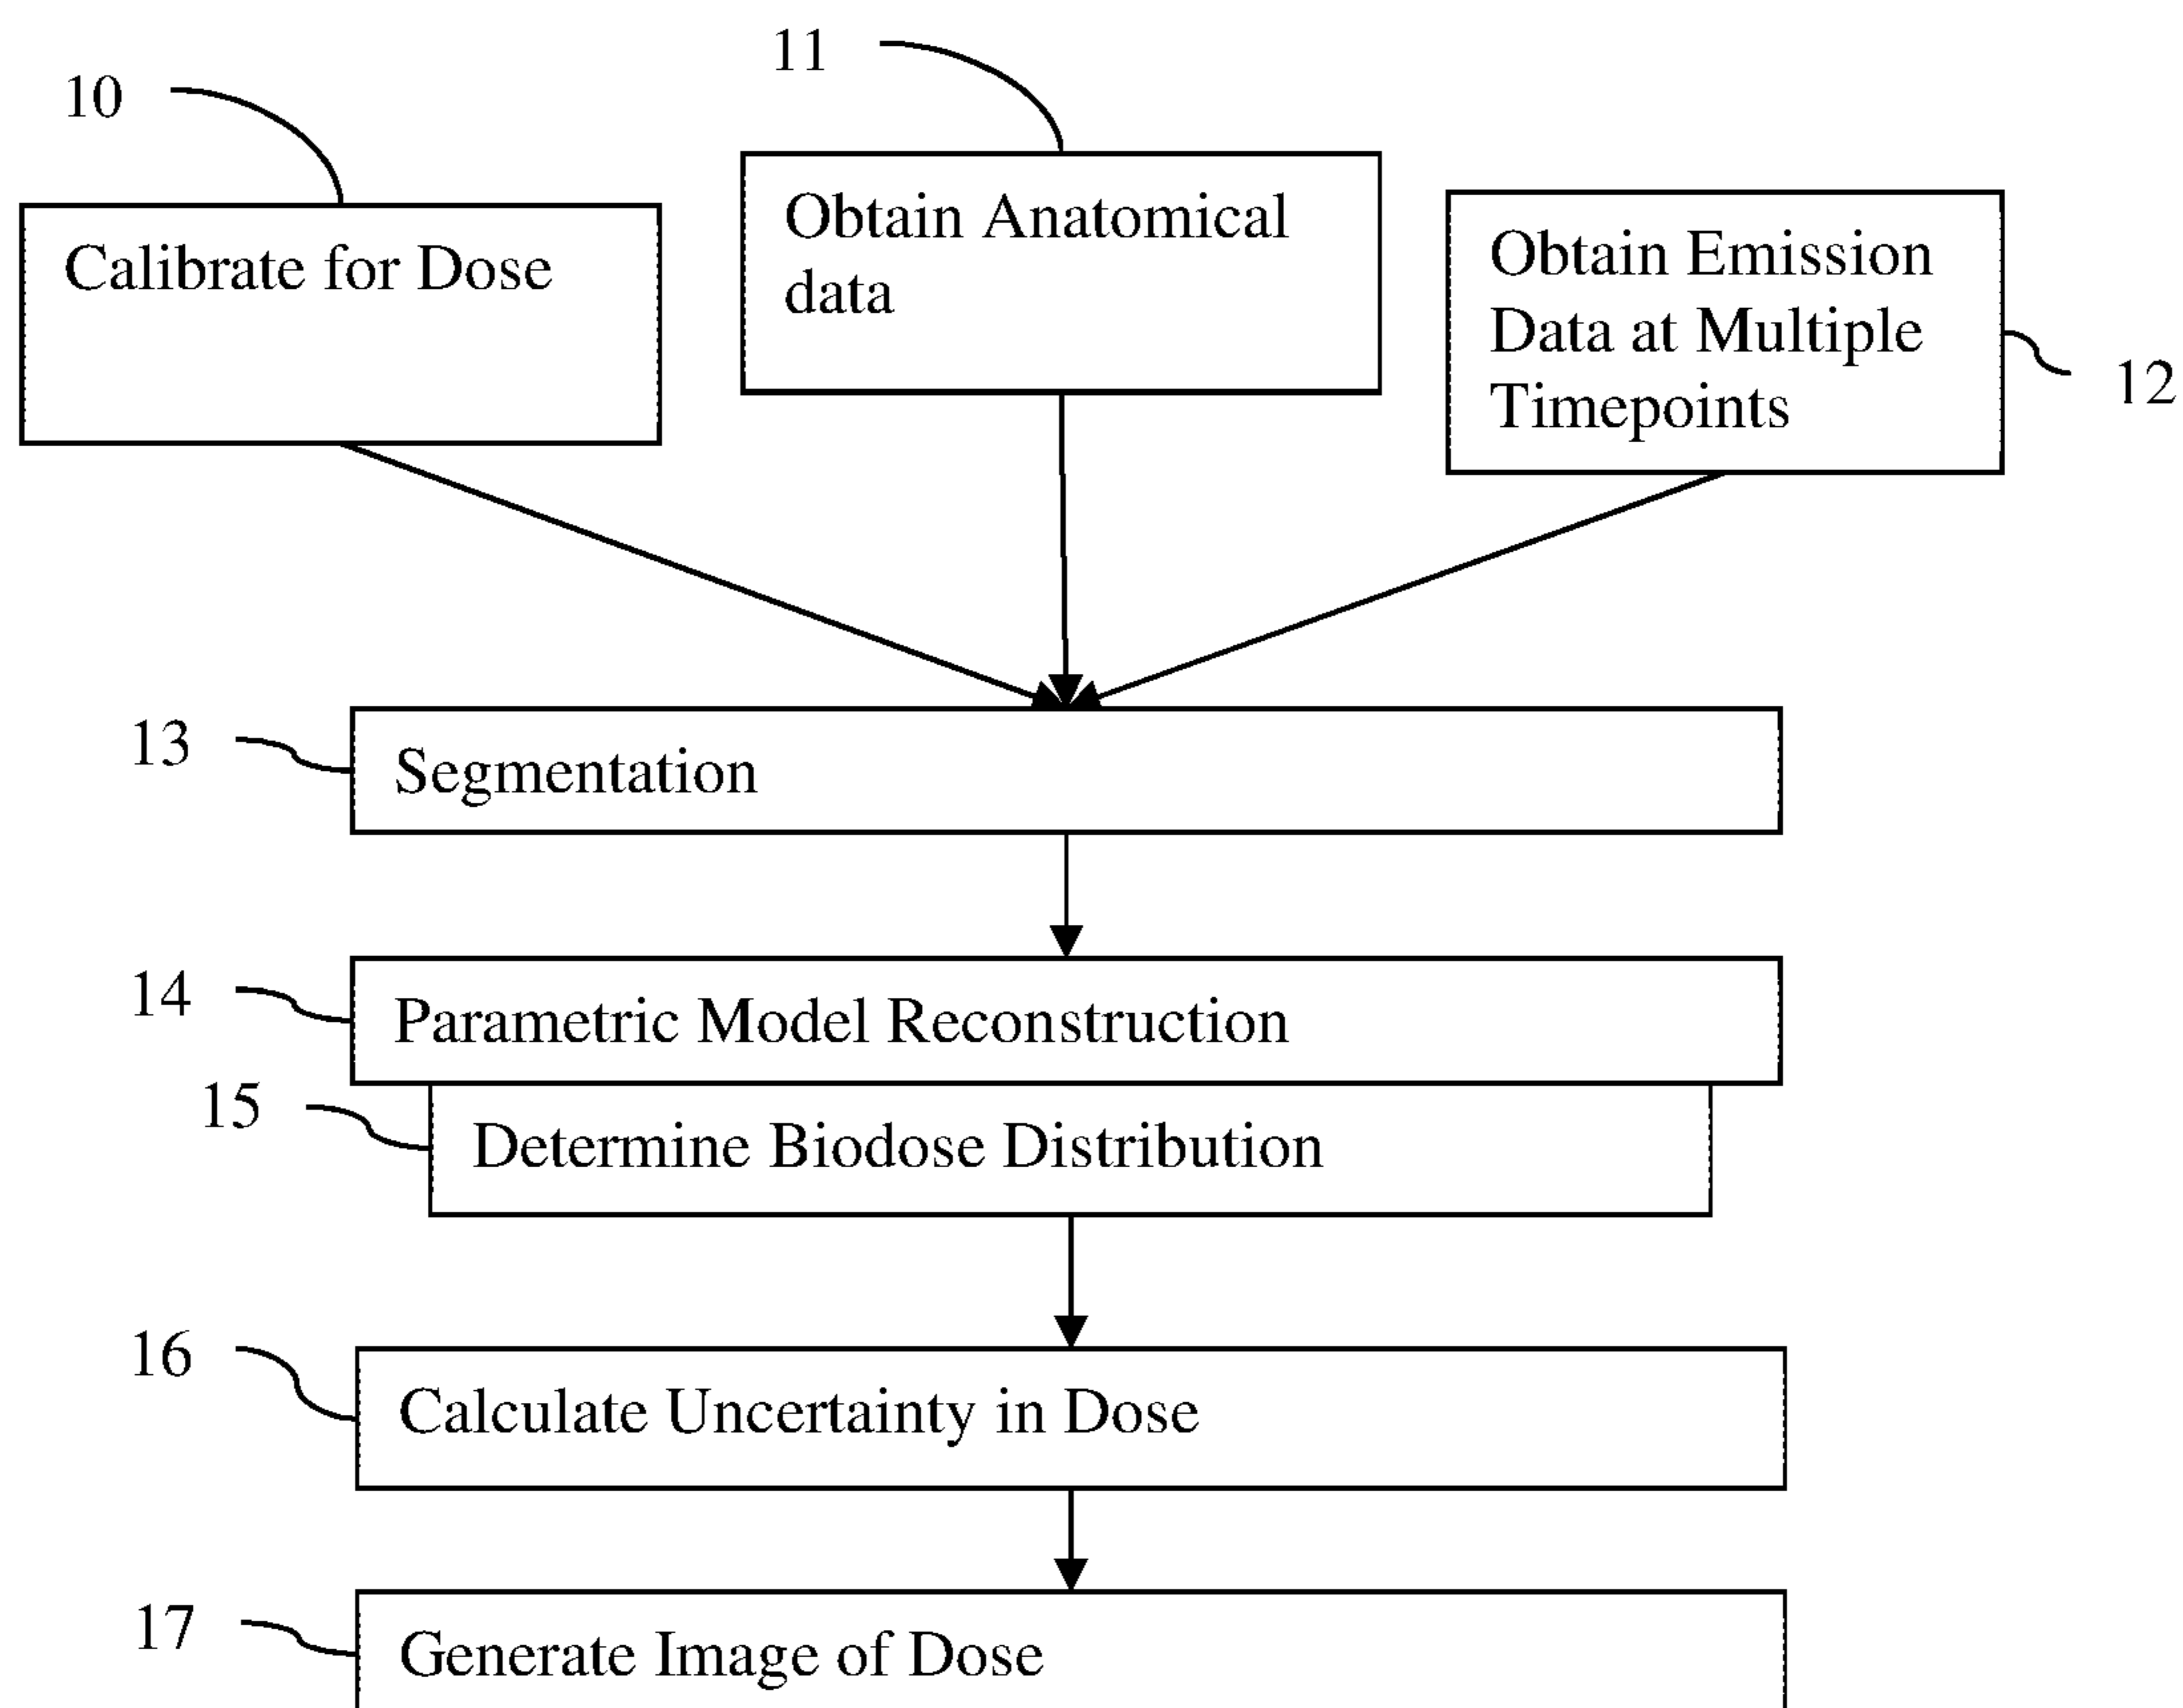 10
11
Calibrate for Dose
Obtain Anatomical
data
Obtain Emission
Data at Multiple
Timepoints
12
13
Segmentation
14
Parametric Model Reconstruction
15
Determine Biodose Distribution
16
Calculate Uncertainty in Dose
17
Generate Image of Dose